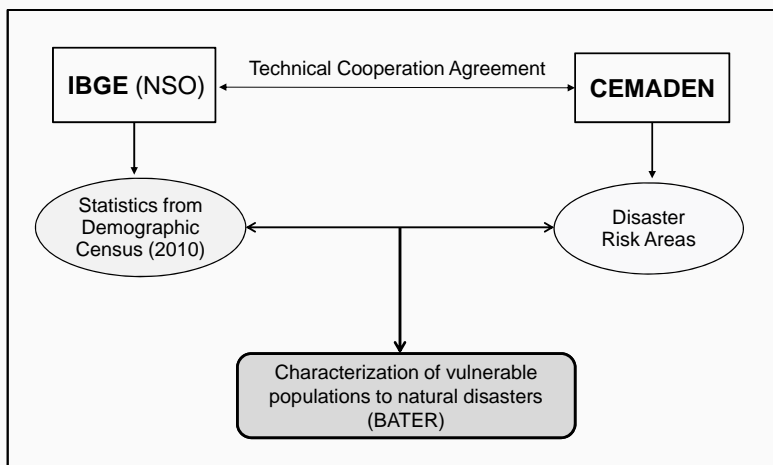 Technical Cooperation Agreement
IBGE (NSO)
CEMADEN
Statistics from
Demographic
Census (2010)
Disaster
Risk Areas
Characterization of vulnerable
populations to natural disasters
(BATER)